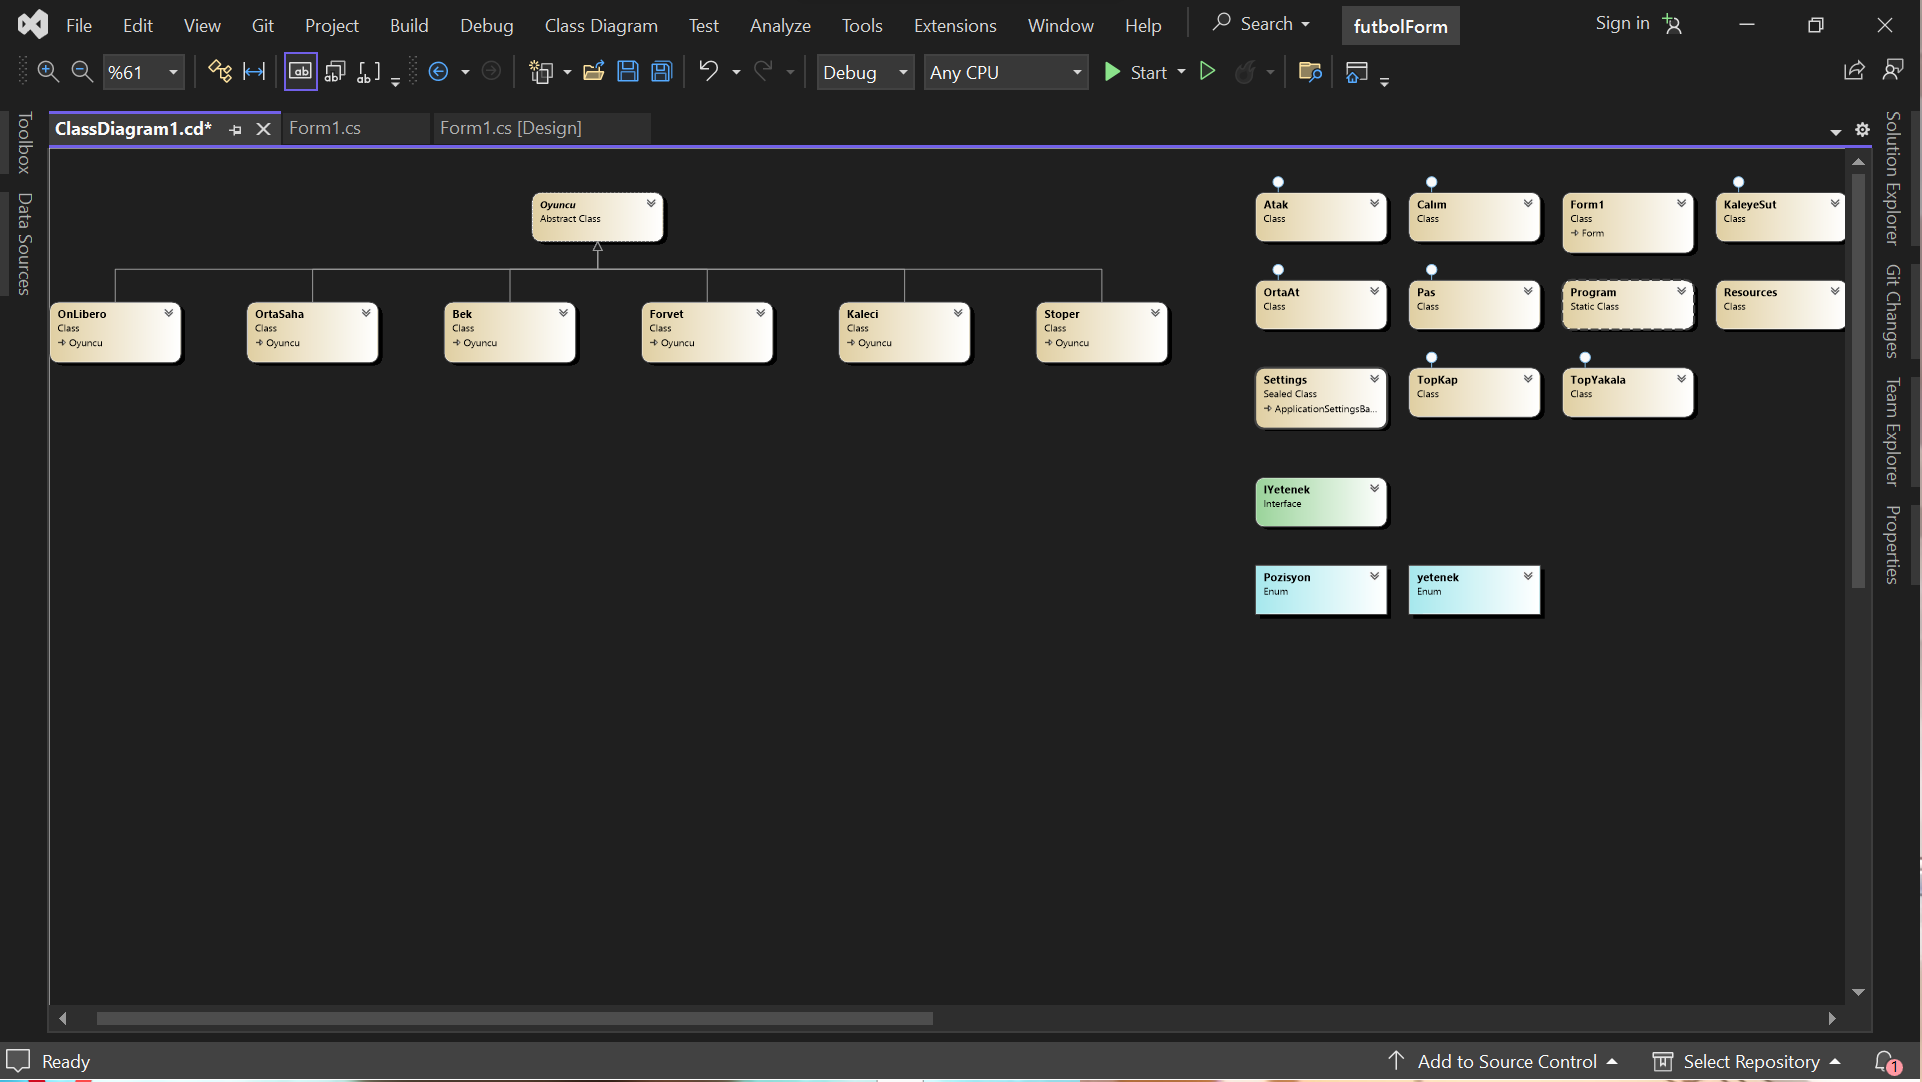 File Edit View Git Project Build Debug Class Diagram Test Analyze Tools Extensions Window Help Search futbolForm Sign in
%61 Debug Any CPU Start
ClassDiagram1.cd* Form1.cs Form1.cs [Design]
Toolbox
Data Sources
Oyuncu
Abstract Class
OnLibero
Class
Oyuncu
OrtaSaha
Class
Oyuncu
Bek
Class
Oyuncu
Forvet
Class
Oyuncu
Kaleci
Class
Oyuncu
Stoper
Class
Oyuncu
Atak
Class
Calım
Class
Form1
Class
Form
KaleyeSut
Class
OrtaAt
Class
Pas
Class
Program
Static Class
Resources
Class
Settings
Sealed Class
ApplicationSettingsBa...
TopKap
Class
TopYakala
Class
IYetenek
Interface
Pozisyon
Enum
yetenek
Enum
Solution Explorer
Git Changes
Team Explorer
Properties
Ready Add to Source Control Select Repository 1